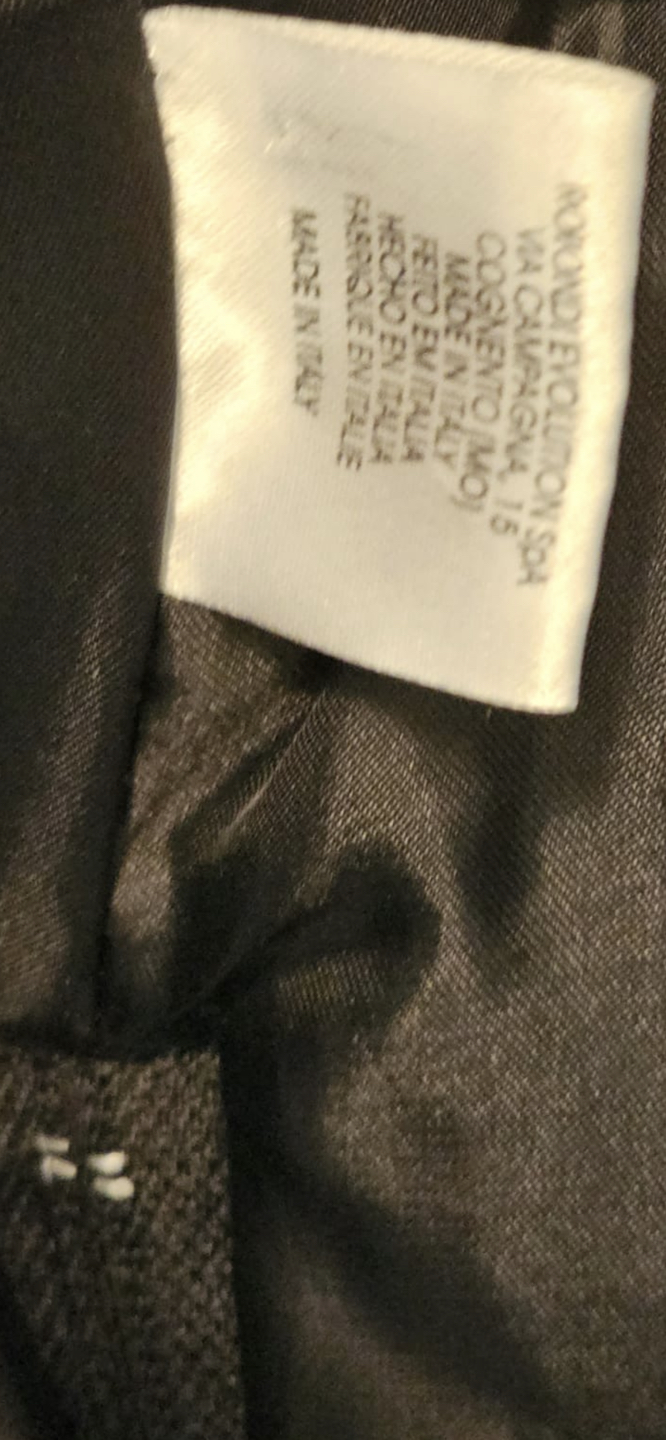 ROTONDI EVOLUTION SpA
VIA CAMPAGNA, 15
COGNENTO (MO)
MADE IN ITALY
FEITO EM ITALIA
HECHO EN ITALIA
FABRIQUE EN ITALIE
MADE IN ITALY